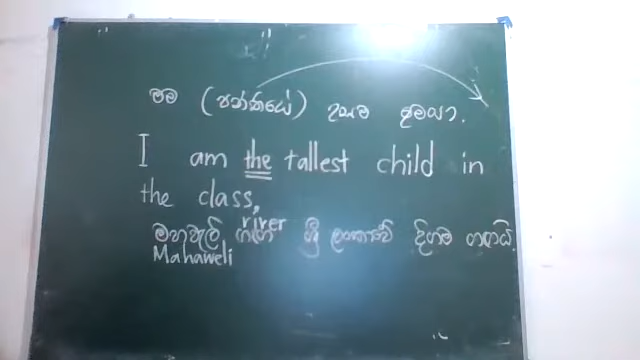 මම (පන්තියේ) උසම ළමයා.
I am the tallest child in
the class,
river
මහවැලි ගඟ ශ්‍රී ලංකාවේ දිගම ගඟයි.
Mahaweli